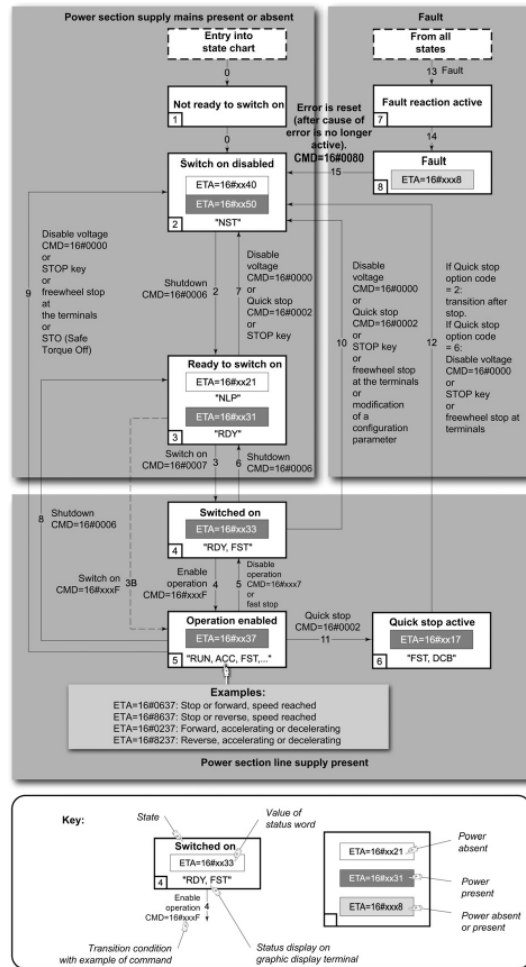 Power section supply mains present or absent
Fault
Entry into
state chart
From all
states
0
13 Fault
Not ready to switch on
1
Fault reaction active
7
Error is reset
(after cause of
error is no longer
active).
CMD=16#0080
0
14
15
Switch on disabled
ETA=16#xx40
ETA=16#xx50
2
"NST"
Fault
ETA=16#xxx8
8
9
Disable voltage
CMD=16#0000
or
STOP key
or
freewheel stop
at
the terminals
or
STO (Safe
Torque Off)
Shutdown
CMD=16#0006
2
7
Disable
voltage
CMD=16#0000
or
Quick stop
CMD=16#0002
or
STOP key
10
Disable
voltage
CMD=16#0000
or
Quick stop
CMD=16#0002
or
STOP key
or
freewheel stop
at the terminals
or
modification
of a
configuration
parameter
12
If Quick stop
option code
= 2:
transition after
stop.
If Quick stop
option code
= 6:
Disable voltage
CMD=16#0000
or
STOP key
or
freewheel stop at
terminals
Ready to switch on
ETA=16#xx21
"NLP"
ETA=16#xx31
3
"RDY"
Switch on
CMD=16#0007
3
6
Shutdown
CMD=16#0006
8
Shutdown
CMD=16#0006
Switched on
ETA=16#xx33
4
"RDY, FST"
Switch on
CMD=16#xxxF
3B
Enable
operation
CMD=16#xxxF
4
5
Disable
operation
CMD=16#xxx7
or
fast stop
Operation enabled
ETA=16#xx37
5
"RUN, ACC, FST,..."
Quick stop
CMD=16#0002
11
Quick stop active
ETA=16#xx17
6
"FST, DCB"
Examples:
ETA=16#0637: Stop or forward, speed reached
ETA=16#8637: Stop or reverse, speed reached
ETA=16#0237: Forward, accelerating or decelerating
ETA=16#8237: Reverse, accelerating or decelerating
Power section line supply present
Key:
State
Value of
status word
Switched on
ETA=16#xx33
4
"RDY, FST"
Enable
operation
CMD=16#xxxF
4
Transition condition
with example of command
Status display on
graphic display terminal
ETA=16#xx21
ETA=16#xx31
ETA=16#xxx8
Power
absent
Power
present
Power absent
or present